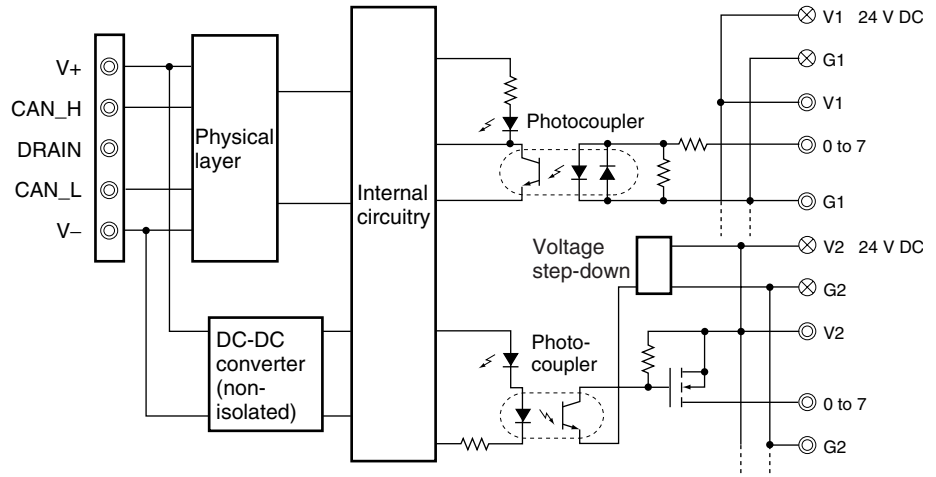 V+
CAN_H
DRAIN
CAN_L
V–
Physical
layer
DC-DC
converter
(non-
isolated)
Internal
circuitry
Photocoupler
V1 24 V DC
G1
V1
0 to 7
G1
Voltage
step-down
V2 24 V DC
G2
V2
Photo-
coupler
0 to 7
G2